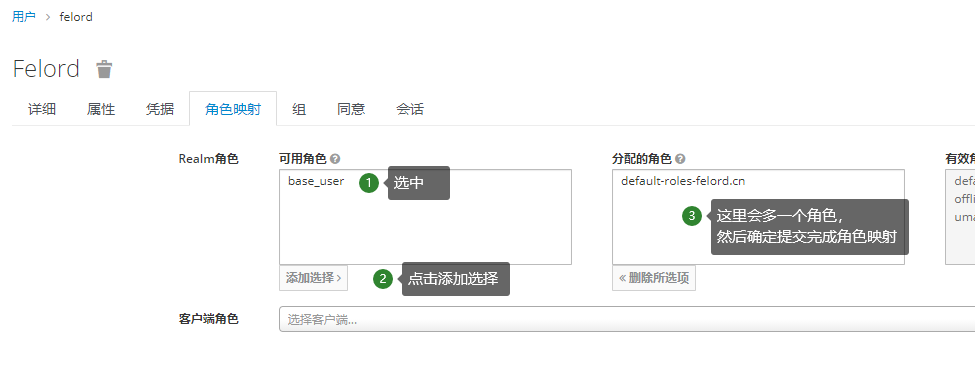 用户 › felord
Felord
详细 属性 凭据 角色映射 组 同意 会话
Realm角色 可用角色 分配的角色 有效角
base_user 1 选中 default-roles-felord.cn defa
offli
uma
3 这里会多一个角色，
然后确定提交完成角色映射
添加选择 › 2 点击添加选择 « 删除所选项
客户端角色 选择客户端...